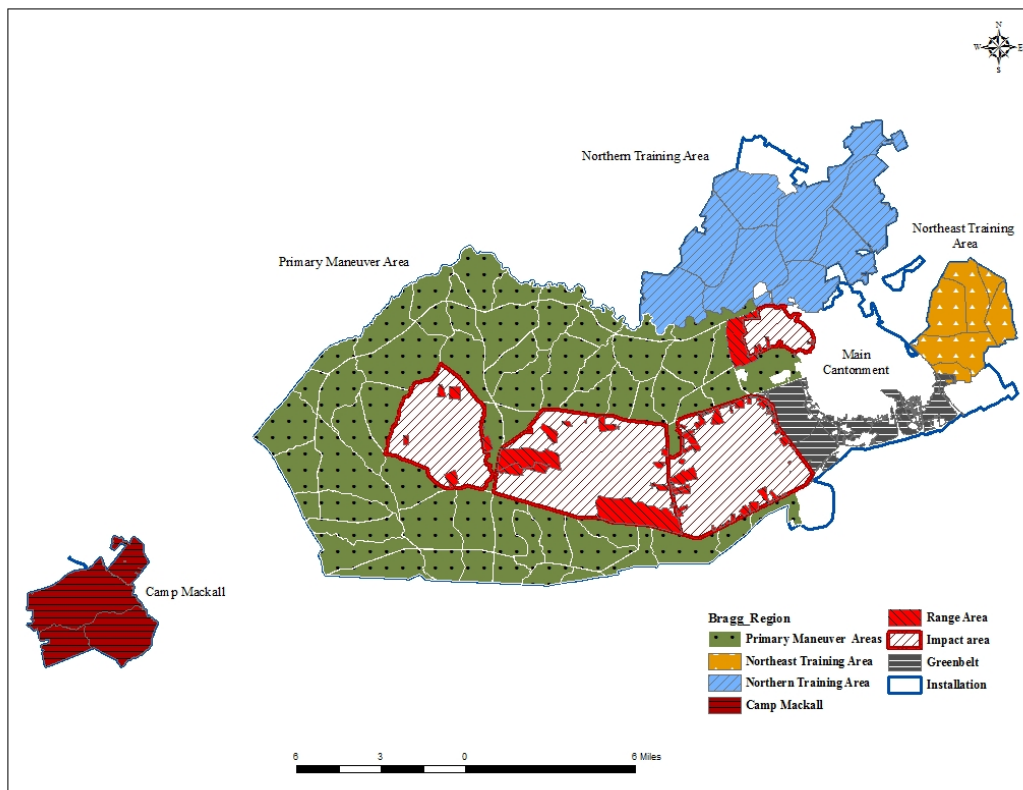 N
W E
S
Northern Training Area
Northeast Training
Area
Primary Maneuver Area
Main
Cantonment
Camp Mackall
Bragg_Region
Primary Maneuver Areas
Northeast Training Area
Northern Training Area
Camp Mackall
Range Area
Impact area
Greenbelt
Installation
6 3 0 6 Miles